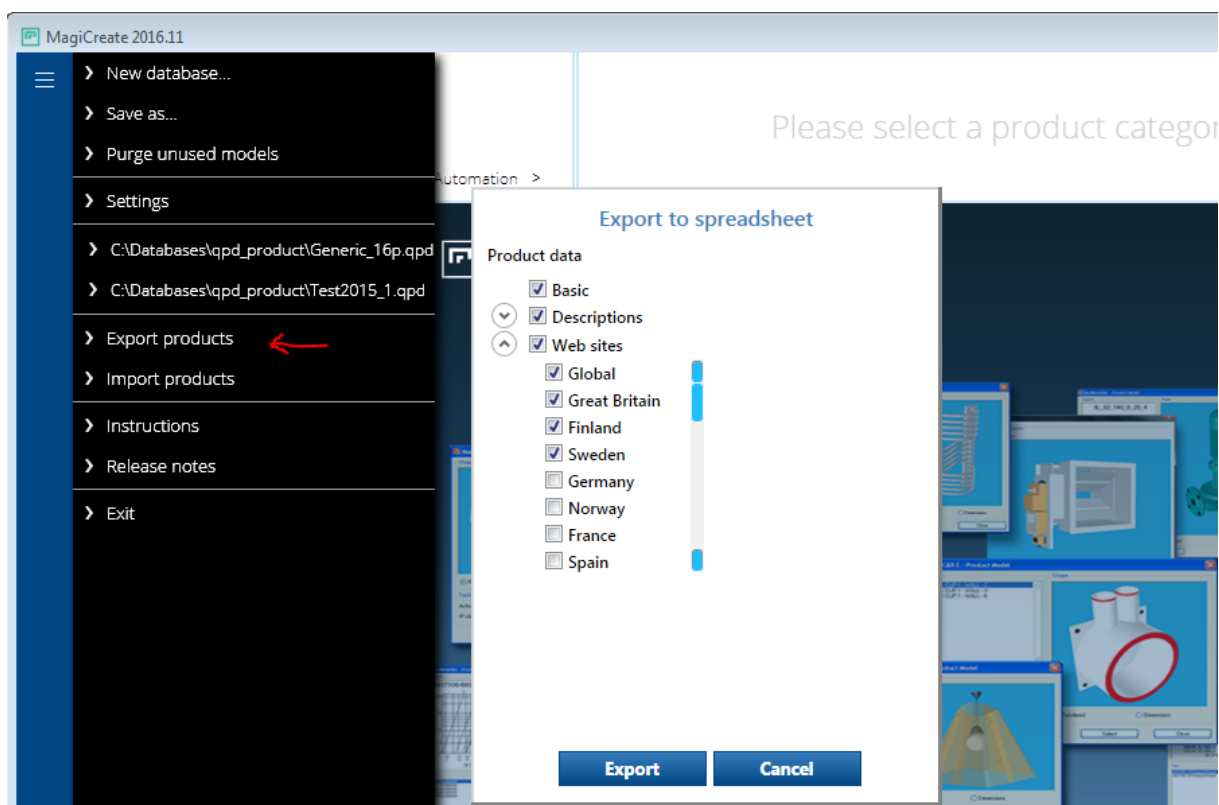 MagiCreate 2016.11
New database...
Save as...
Purge unused models
Settings
C:\Databases\qpd_product\Generic_16p.qpd
C:\Databases\qpd_product\Test2015_1.qpd
Export products
Import products
Instructions
Release notes
Exit
Please select a product categor
Automation >
Export to spreadsheet
Product data
Basic
Descriptions
Web sites
Global
Great Britain
Finland
Sweden
Germany
Norway
France
Spain
Export Cancel